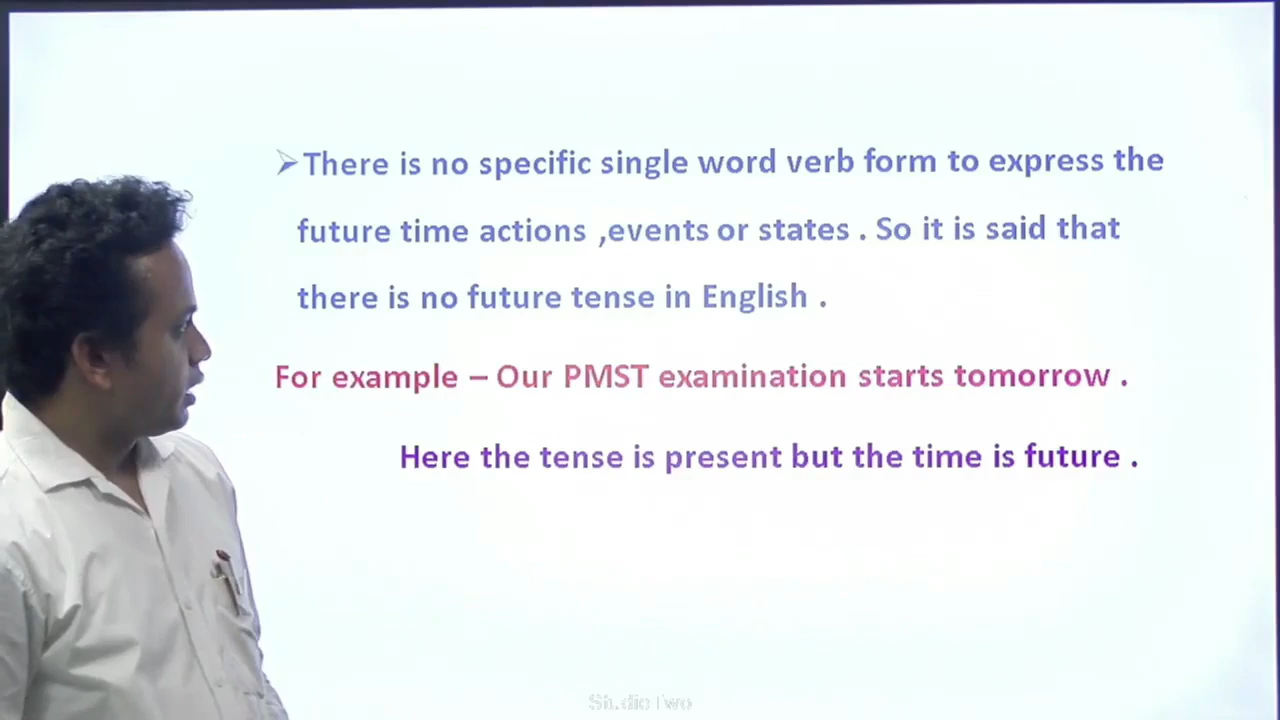 There is no specific single word verb form to express the
future time actions ,events or states . So it is said that
there is no future tense in English .
For example – Our PMST examination starts tomorrow .
Here the tense is present but the time is future .